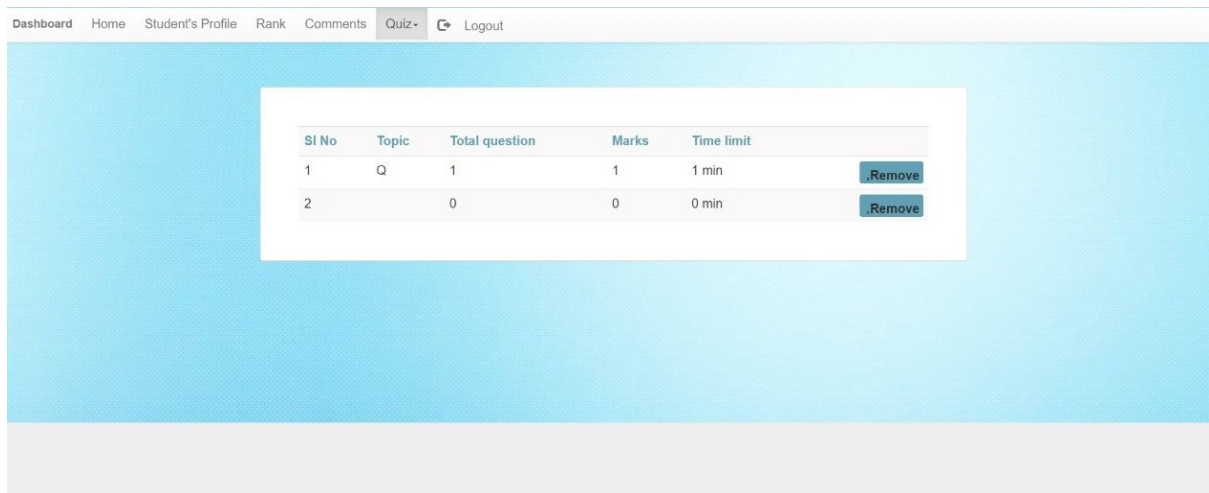 Dashboard Home Student's Profile Rank Comments Quiz Logout
Sl No Topic Total question Marks Time limit
1 Q 1 1 1 min ,Remove
2 0 0 0 min ,Remove